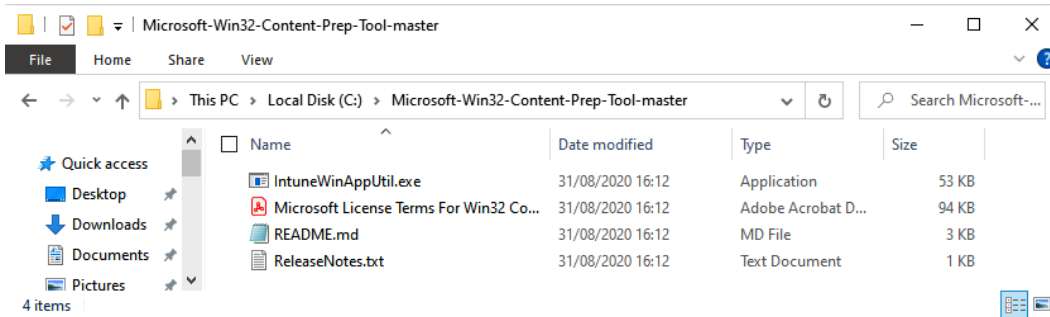 Microsoft-Win32-Content-Prep-Tool-master
File Home Share View
This PC > Local Disk (C:) > Microsoft-Win32-Content-Prep-Tool-master Search Microsoft-...
Name Date modified Type Size
Quick access
Desktop
Downloads
Documents
Pictures
IntuneWinAppUtil.exe 31/08/2020 16:12 Application 53 KB
Microsoft License Terms For Win32 Co... 31/08/2020 16:12 Adobe Acrobat D... 94 KB
README.md 31/08/2020 16:12 MD File 3 KB
ReleaseNotes.txt 31/08/2020 16:12 Text Document 1 KB
4 items